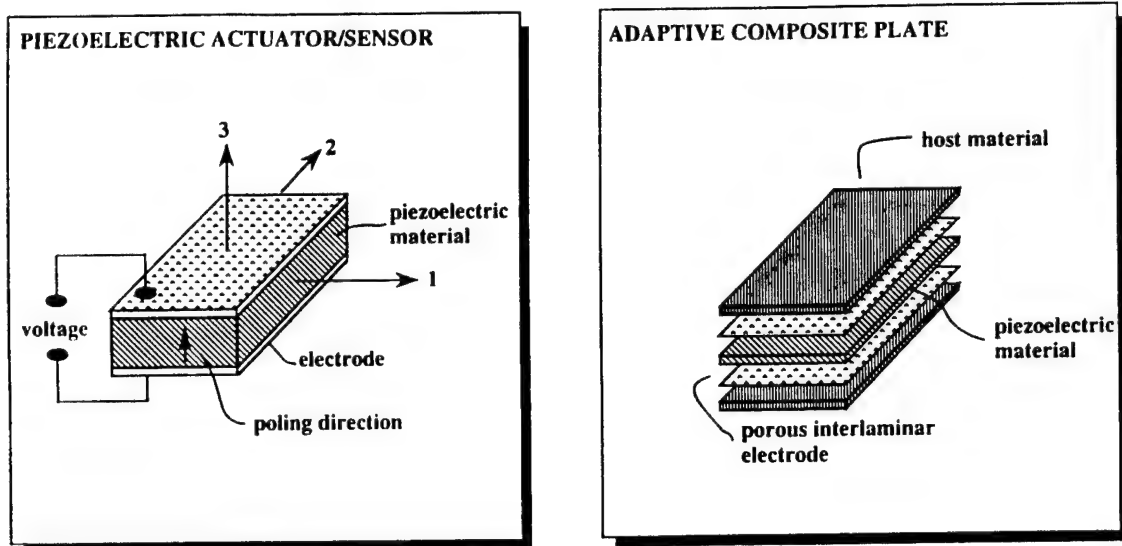 PIEZOELECTRIC ACTUATOR/SENSOR
3
2
piezoelectric
material
1
voltage
electrode
poling direction
ADAPTIVE COMPOSITE PLATE
host material
piezoelectric
material
porous interlaminar
electrode